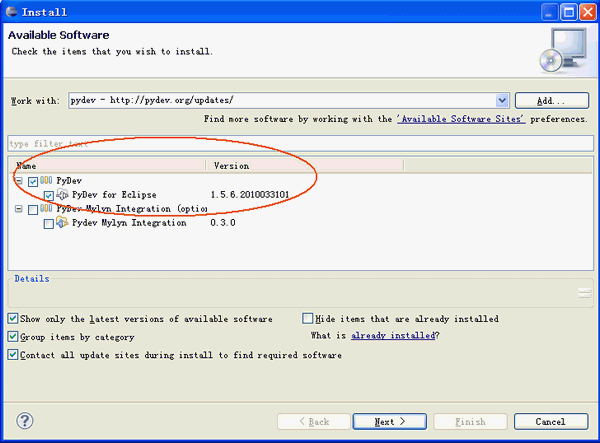 Install
Available Software
Check the items that you wish to install.
Work with: pydev - http://pydev.org/updates/ Add...
Find more software by working with the 'Available Software Sites' preferences.
type filter text
Name Version
PyDev
PyDev for Eclipse 1.5.6.2010033101
PyDev Mylyn Integration (option
Pydev Mylyn Integration 0.3.0
Details
Show only the latest versions of available software
Hide items that are already installed
Group items by category
What is already installed?
Contact all update sites during install to find required software
? < Back Next > Finish Cancel